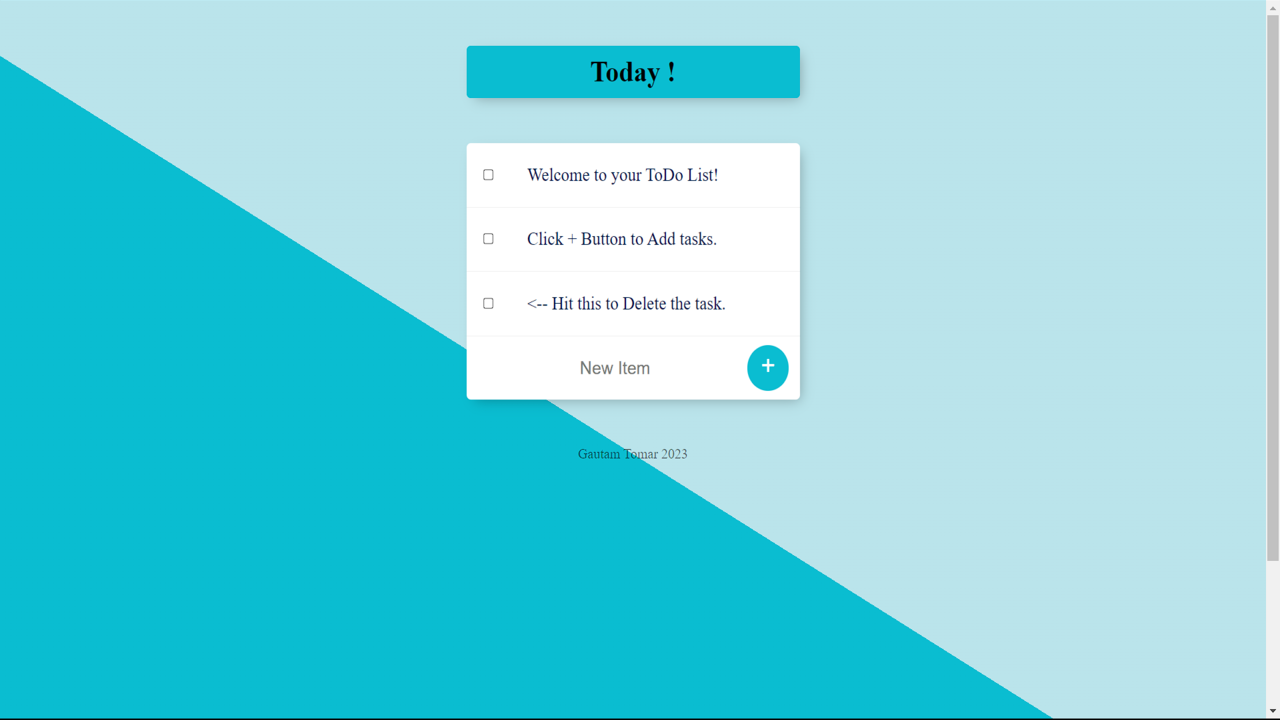 Today !
Welcome to your ToDo List!
Click + Button to Add tasks.
<-- Hit this to Delete the task.
New Item
+
Gautam Tomar 2023